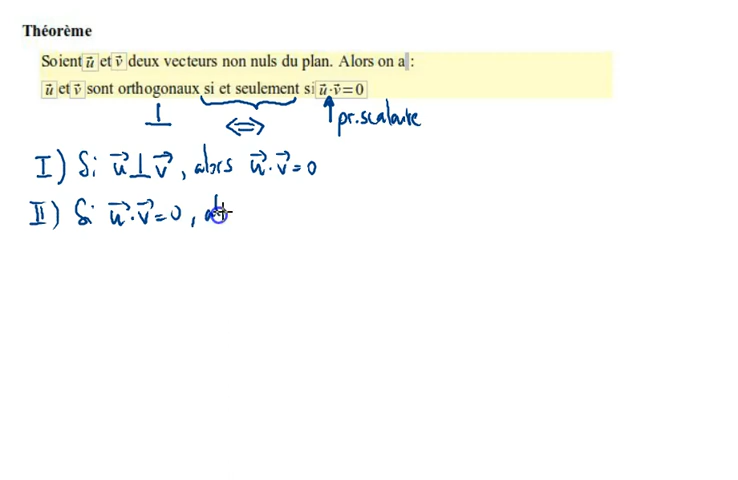 Théorème
Soient u⃗ et v⃗ deux vecteurs non nuls du plan. Alors on a :
u⃗ et v⃗ sont orthogonaux si et seulement si u⃗·v⃗=0
⊥ ⇔ pr.scalaire
I) Si u⃗⊥v⃗, alors u⃗·v⃗=0
II) Si u⃗·v⃗=0,